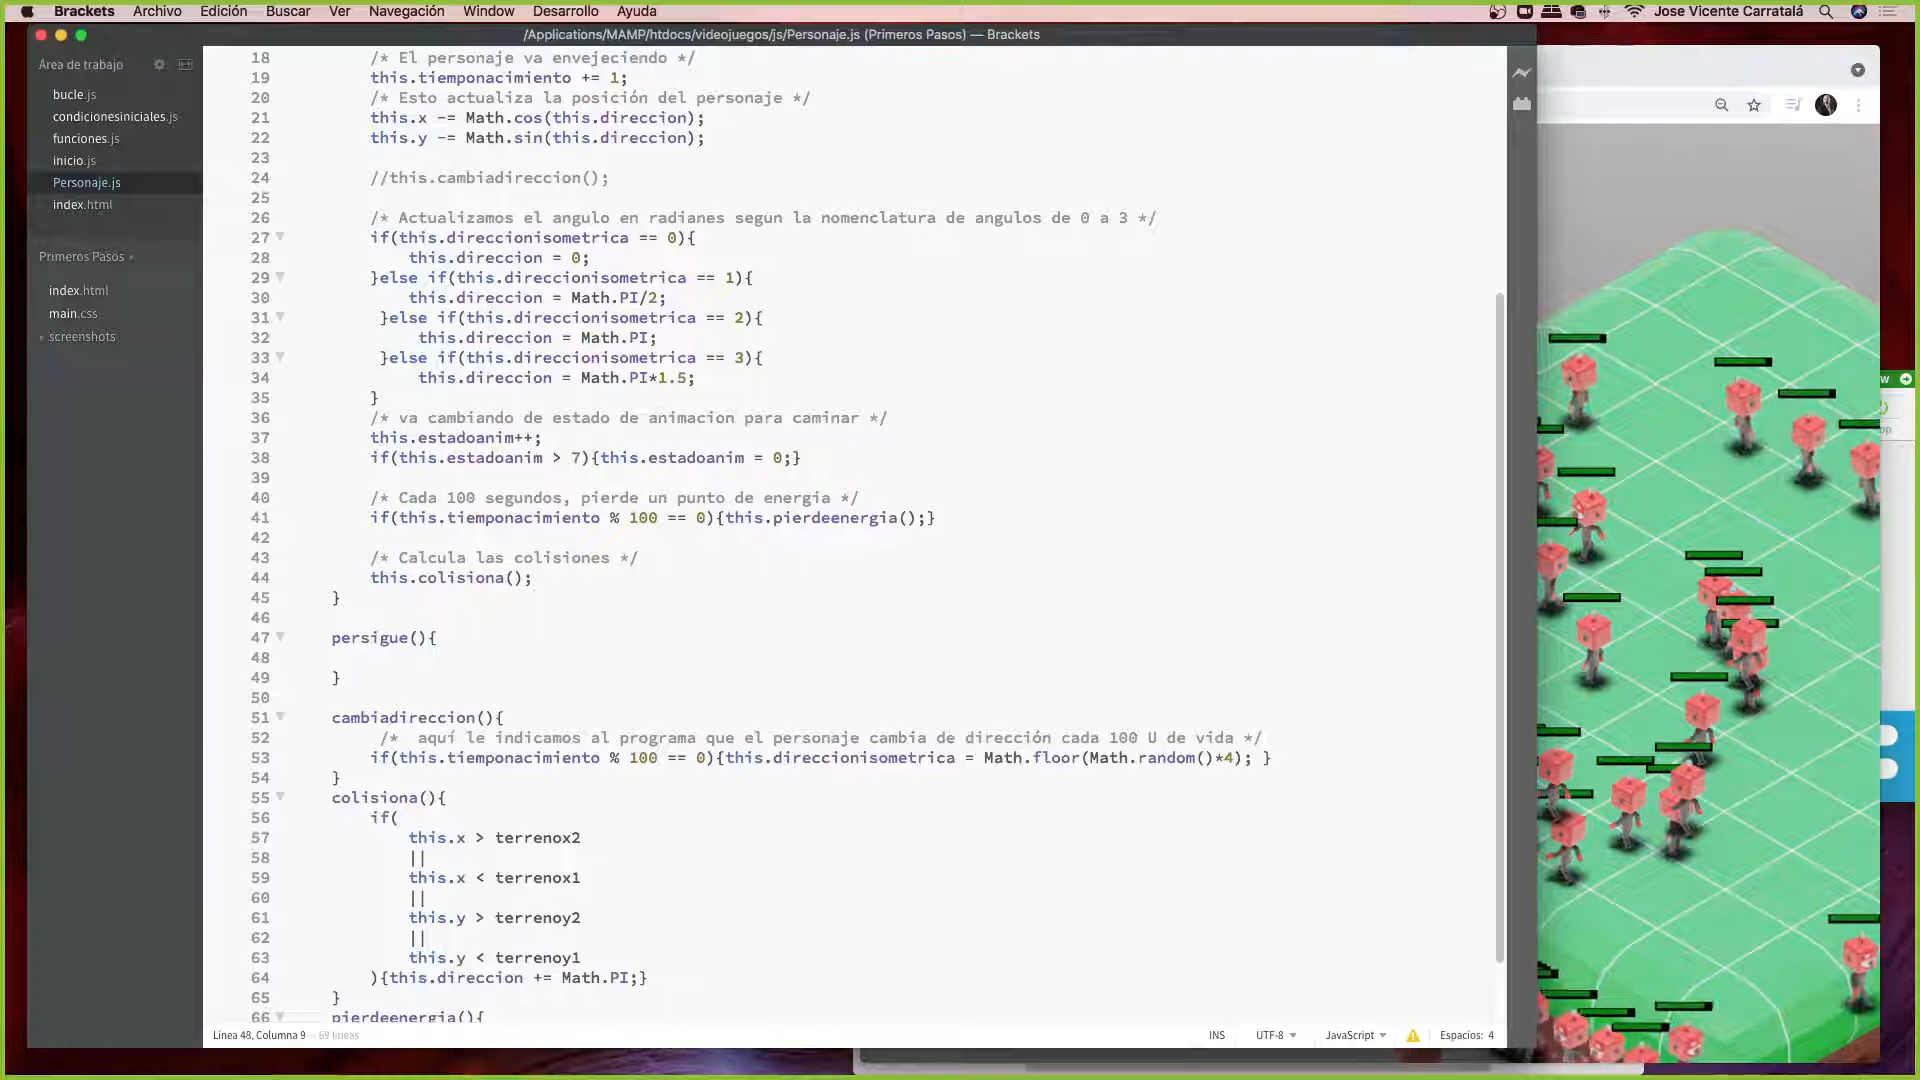 Brackets Archivo Edición Buscar Ver Navegación Window Desarrollo Ayuda Jose Vicente Carratalá
/Applications/MAMP/htdocs/videojuegos/js/Personaje.js (Primeros Pasos) — Brackets
Área de trabajo
bucle.js
condicionesiniciales.js
funciones.js
inicio.js
Personaje.js
index.html
Primeros Pasos
index.html
main.css
screenshots
18 /* El personaje va envejeciendo */
19 this.tiemponacimiento += 1;
20 /* Esto actualiza la posición del personaje */
21 this.x -= Math.cos(this.direccion);
22 this.y -= Math.sin(this.direccion);
23
24 //this.cambiadireccion();
25
26 /* Actualizamos el angulo en radianes segun la nomenclatura de angulos de 0 a 3 */
27 if(this.direccionisometrica == 0){
28 this.direccion = 0;
29 }else if(this.direccionisometrica == 1){
30 this.direccion = Math.PI/2;
31 }else if(this.direccionisometrica == 2){
32 this.direccion = Math.PI;
33 }else if(this.direccionisometrica == 3){
34 this.direccion = Math.PI*1.5;
35 }
36 /* va cambiando de estado de animacion para caminar */
37 this.estadoanim++;
38 if(this.estadoanim > 7){this.estadoanim = 0;}
39
40 /* Cada 100 segundos, pierde un punto de energia */
41 if(this.tiemponacimiento % 100 == 0){this.pierdeenergia();}
42
43 /* Calcula las colisiones */
44 this.colisiona();
45 }
46
47 persigue(){
48
49 }
50
51 cambiadireccion(){
52 /* aquí le indicamos al programa que el personaje cambia de dirección cada 100 U de vida */
53 if(this.tiemponacimiento % 100 == 0){this.direccionisometrica = Math.floor(Math.random()*4); }
54 }
55 colisiona(){
56 if(
57 this.x > terrenox2
58 ||
59 this.x < terrenox1
60 ||
61 this.y > terrenoy2
62 ||
63 this.y < terrenoy1
64 ){this.direccion += Math.PI;}
65 }
66 pierdeenergia(){
Línea 48, Columna 9 — 69 líneas INS UTF-8 JavaScript Espacios: 4